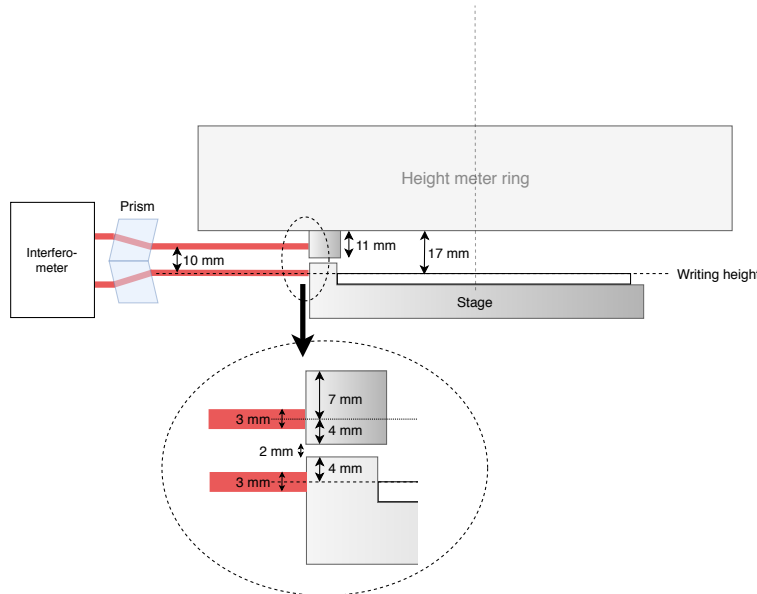 Height meter ring
Prism
Interfero-
meter
10 mm
11 mm
17 mm
Writing height
Stage
7 mm
3 mm
4 mm
2 mm
4 mm
3 mm